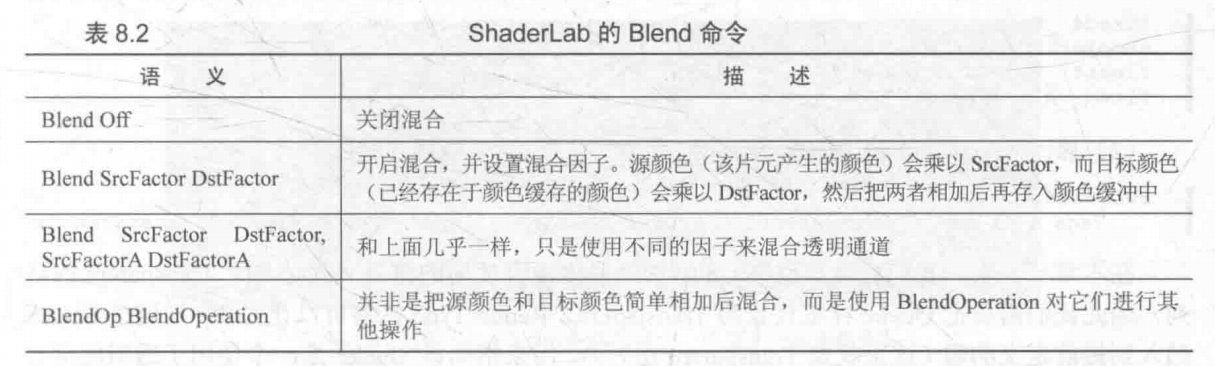 表 8.2 ShaderLab 的 Blend 命令
语 义 描 述
Blend Off 关闭混合
Blend SrcFactor DstFactor
开启混合，并设置混合因子。源颜色（该片元产生的颜色）会乘以 SrcFactor，而目标颜色
（已经存在于颜色缓存的颜色）会乘以 DstFactor，然后把两者相加后再存入颜色缓冲中
Blend SrcFactor DstFactor,
SrcFactorA DstFactorA
和上面几乎一样，只是使用不同的因子来混合透明通道
BlendOp BlendOperation
并非是把源颜色和目标颜色简单相加后混合，而是使用 BlendOperation 对它们进行其
他操作